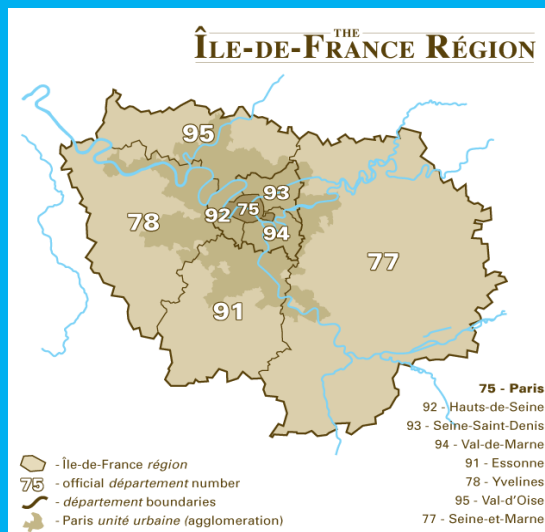 THE
ÎLE-DE-FRANCE RÉGION
95
93
92
75
78
94
77
91
75 - Paris
92 - Hauts-de-Seine
93 - Seine-Saint-Denis
94 - Val-de-Marne
91 - Essonne
78 - Yvelines
95 - Val-d'Oise
77 - Seine-et-Marne
- Île-de-France région
75 - official département number
- département boundaries
- Paris unité urbaine (agglomeration)